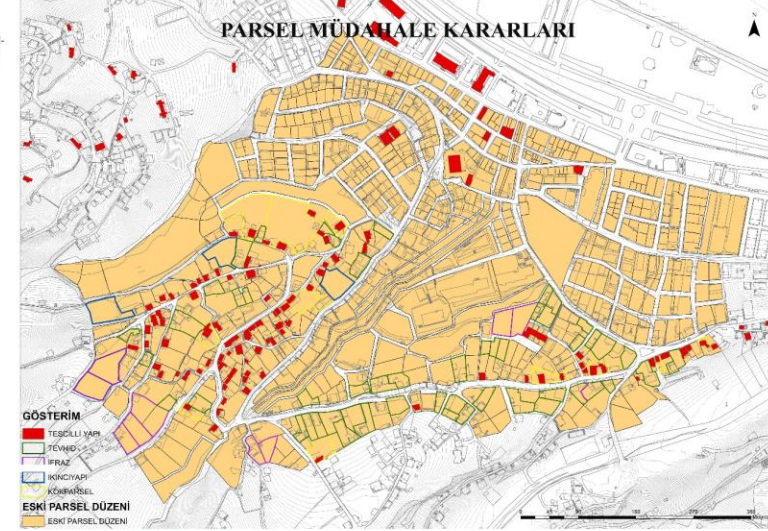 PARSEL MÜDAHALE KARARLARI
GÖSTERİM
TESCİLLİ YAPI
TEVHİD
İFRAZ
İKİNCİYAPI
KÖKPARSEL
ESKİ PARSEL DÜZENİ
ESKİ PARSEL DÜZENİ